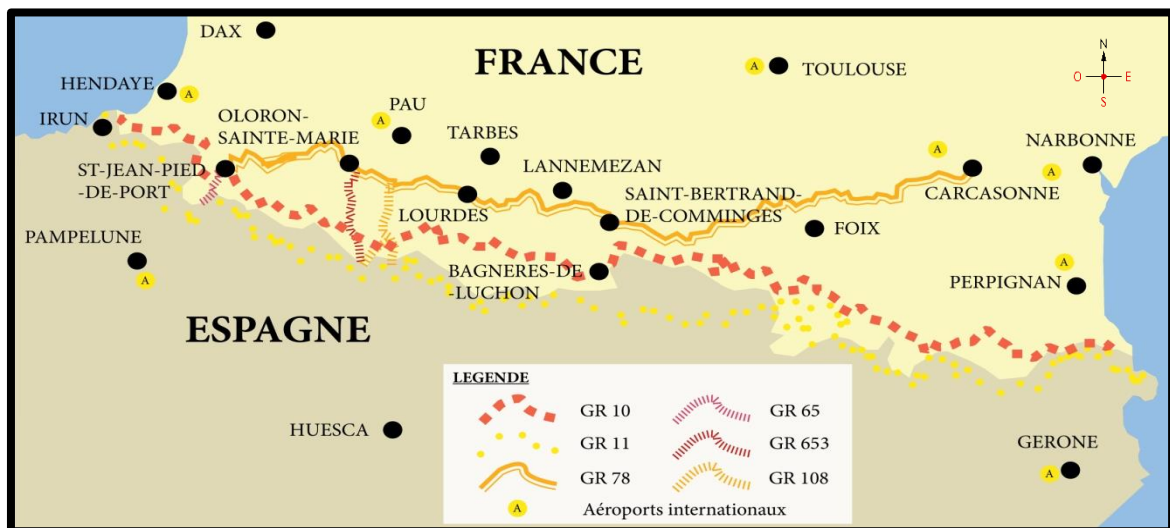 DAX
FRANCE
TOULOUSE
N
O
E
S
HENDAYE
A
A
IRUN
OLORON-
SAINTE-MARIE
PAU
A
TARBES
NARBONNE
A
A
ST-JEAN-PIED
-DE-PORT
LANNEMEZAN
CARCASONNE
SAINT-BERTRAND-
DE-COMMINGES
LOURDES
FOIX
PAMPELUNE
A
BAGNERES-DE
-LUCHON
A
PERPIGNAN
ESPAGNE
LEGENDE
GR 10
GR 65
GR 11
GR 653
GR 78
GR 108
A
Aéroports internationaux
HUESCA
GERONE
A